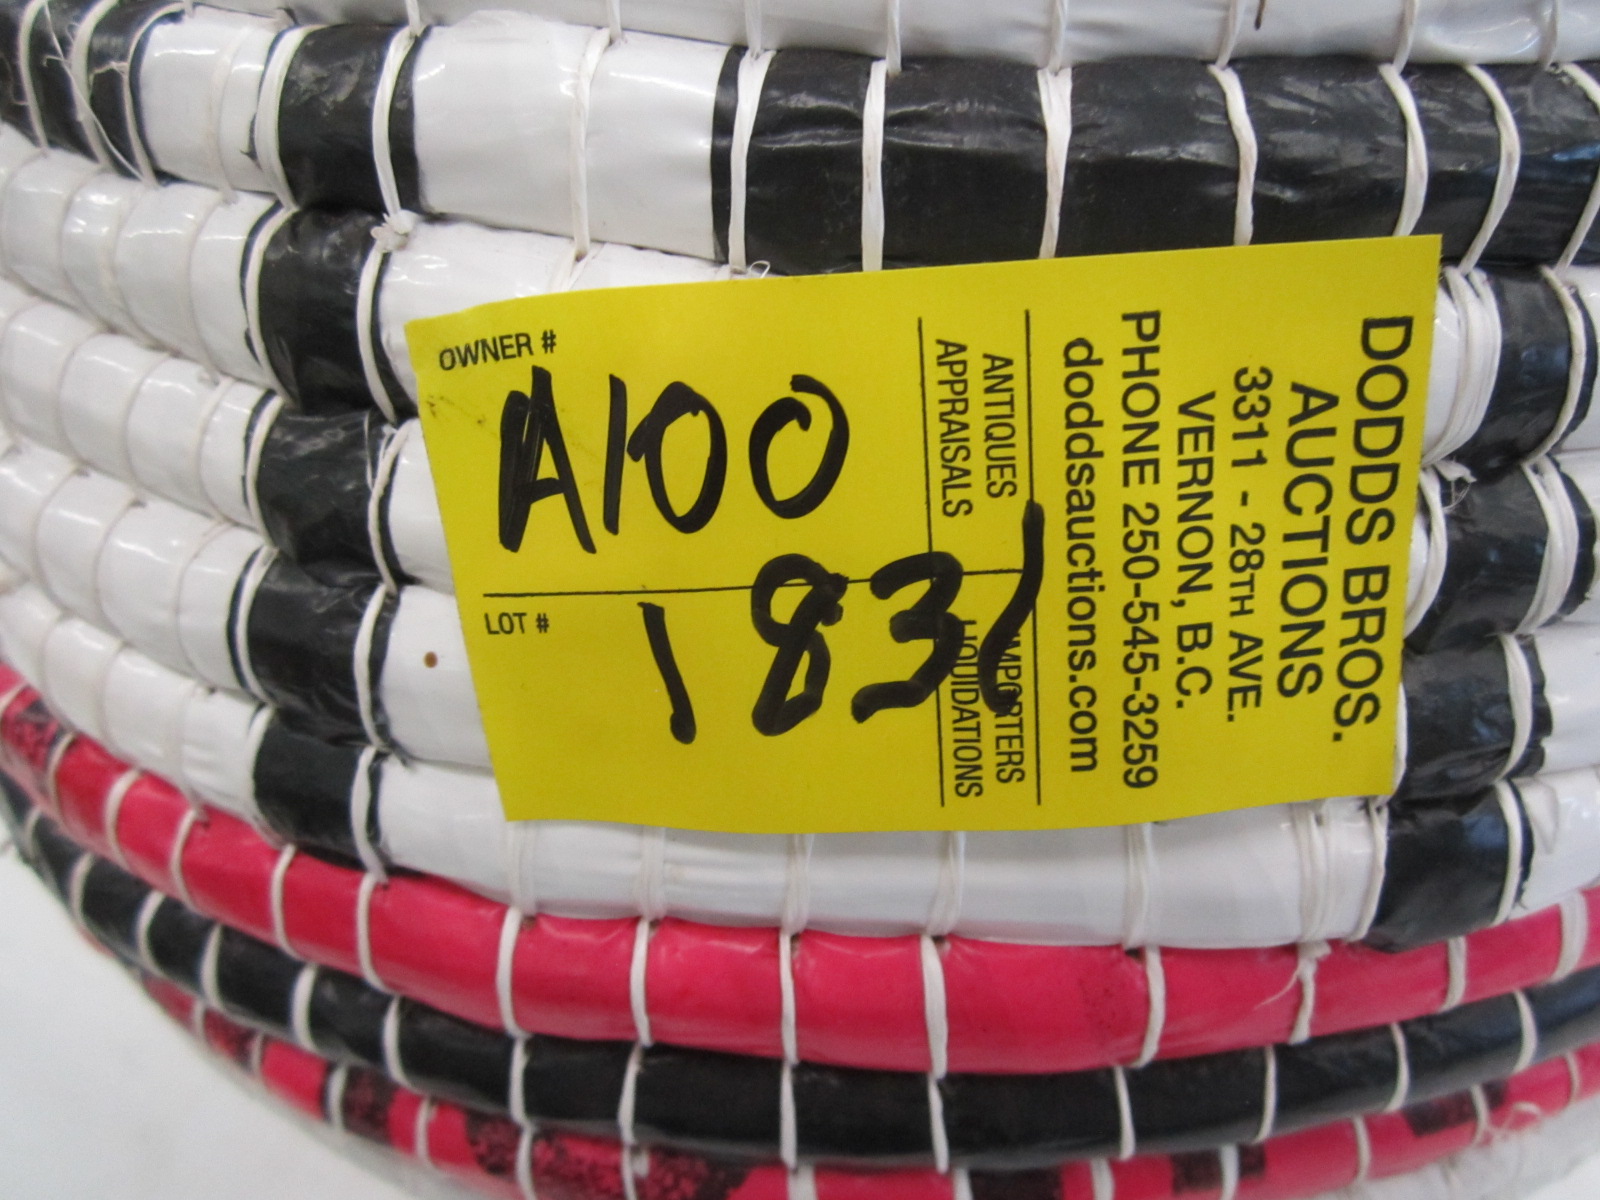 OWNER #
A100
LOT #
1836
DODDS BROS.
AUCTIONS
3311 - 28TH AVE.
VERNON, B.C.
PHONE 250-545-3259
doddsauctions.com
ANTIQUES IMPORTERS
APPRAISALS LIQUIDATIONS